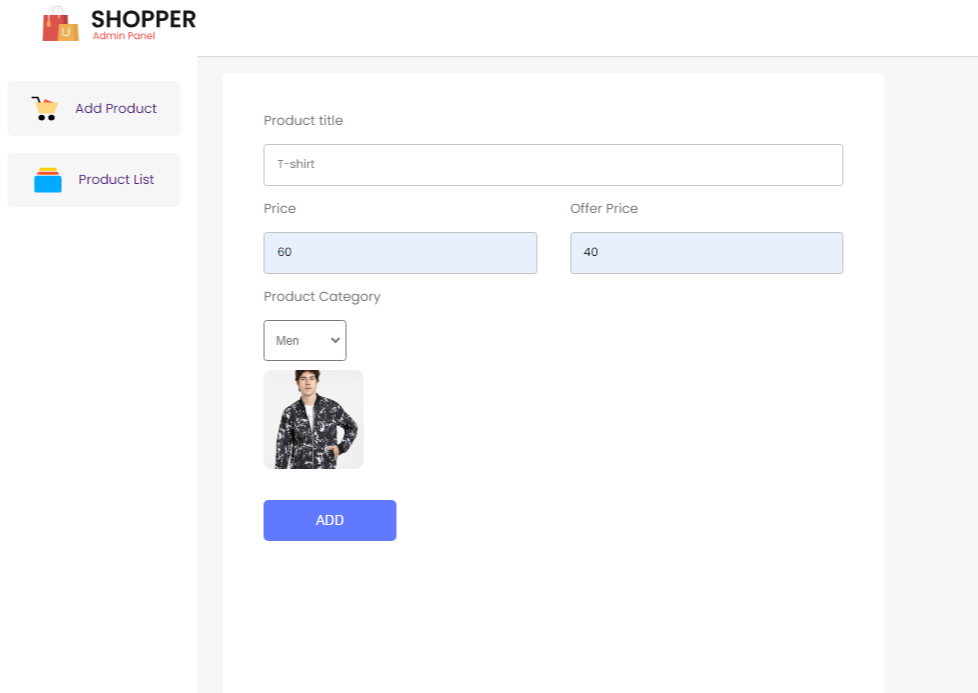 SHOPPER
Admin Panel
Add Product
Product List
Product title
T-shirt
Price
Offer Price
60
40
Product Category
Men
U
ADD